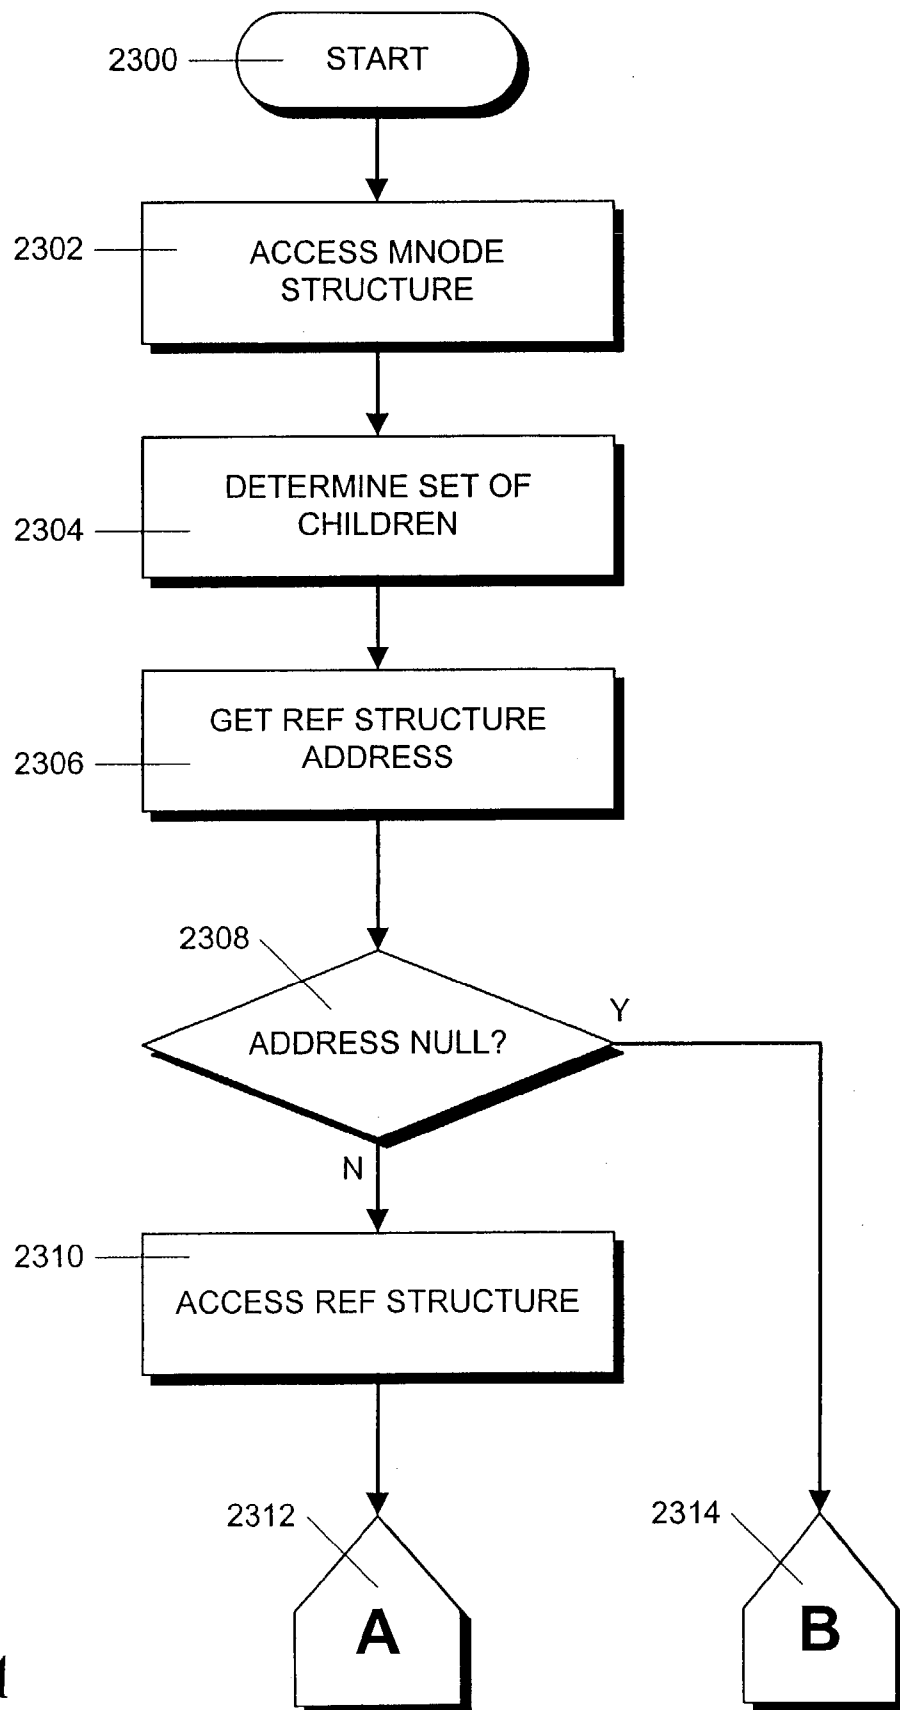 2300
START
2302
ACCESS MNODE
STRUCTURE
DETERMINE SET OF
CHILDREN
2304
GET REF STRUCTURE
ADDRESS
2306
2308
ADDRESS NULL?
Y
N
2310
ACCESS REF STRUCTURE
2312
2314
A
B